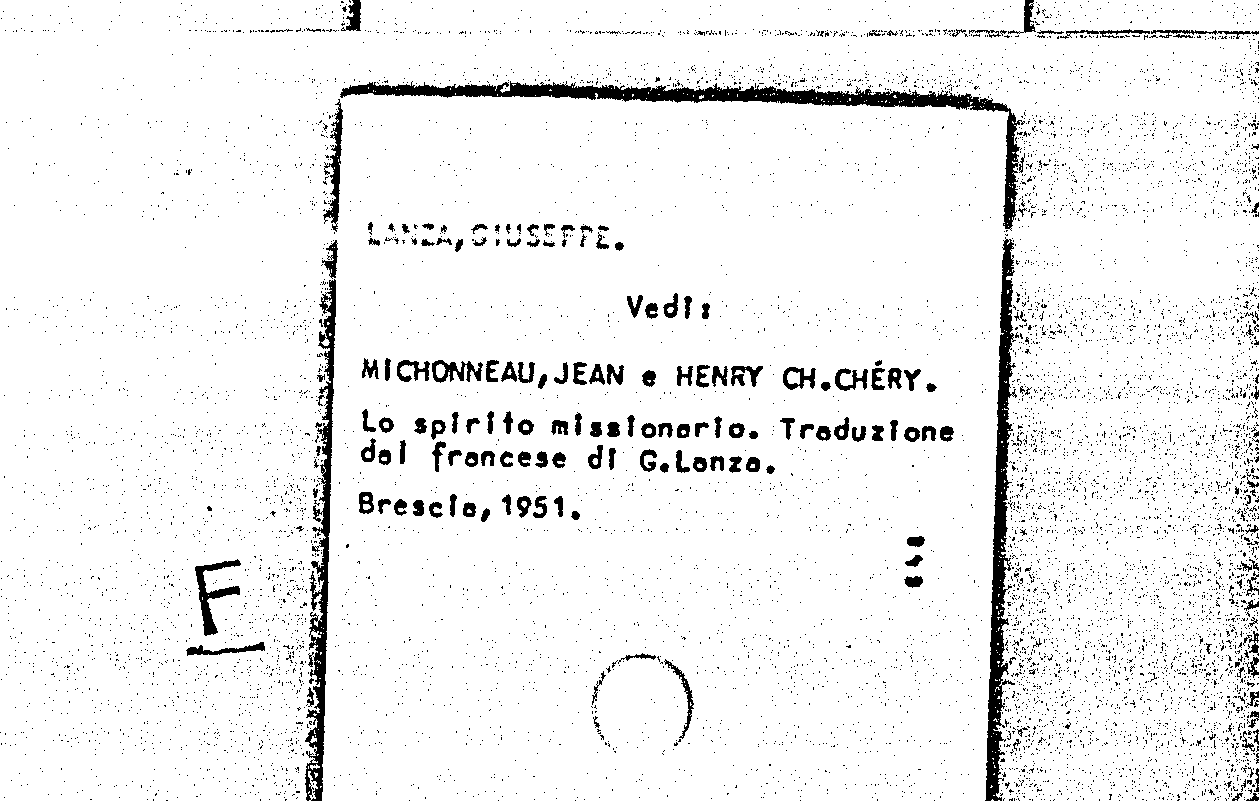 LANZA,GIUSEPPE.
Vedi:
MICHONNEAU,JEAN e HENRY CH.CHÉRY.
Lo spirito missionario. Traduzione
dal francese di G.Lanza.
Brescia,1951.
F